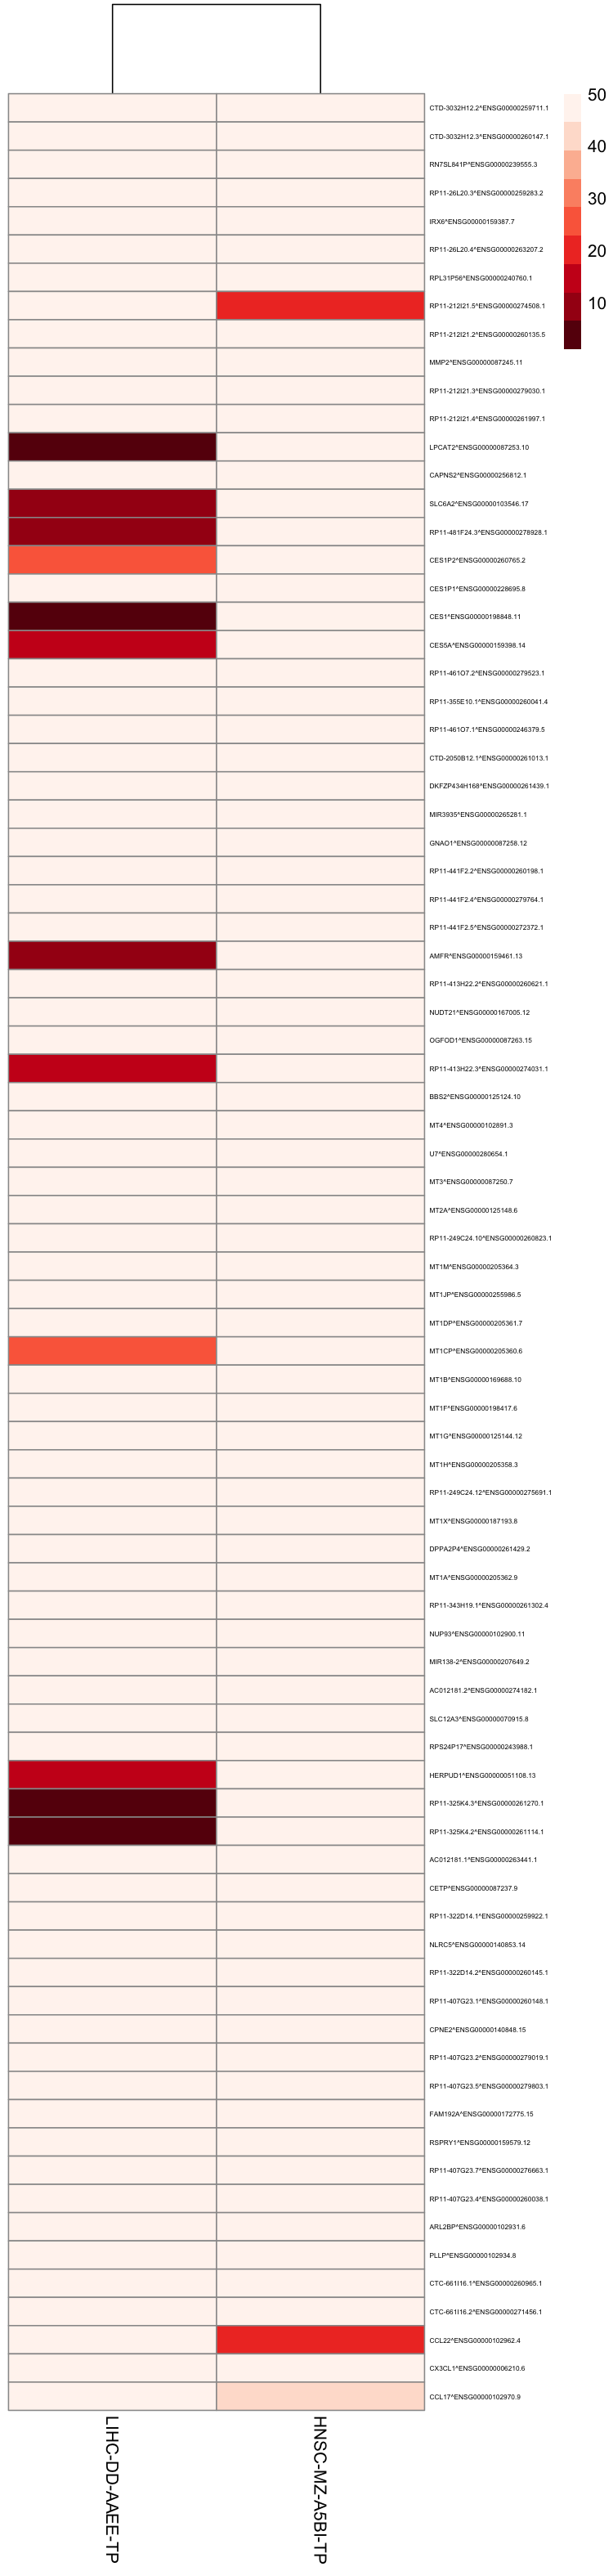 50
40
30
20
10
CTD-3032H12.2^ENSG00000259711.1
CTD-3032H12.3^ENSG00000260147.1
RN7SL841P^ENSG00000239555.3
RP11-26L20.3^ENSG00000259283.2
IRX6^ENSG00000159387.7
RP11-26L20.4^ENSG00000263207.2
RPL31P56^ENSG00000240760.1
RP11-212I21.5^ENSG00000274508.1
RP11-212I21.2^ENSG00000260135.5
MMP2^ENSG00000087245.11
RP11-212I21.3^ENSG00000279030.1
RP11-212I21.4^ENSG00000261997.1
LPCAT2^ENSG00000087253.10
CAPNS2^ENSG00000256812.1
SLC6A2^ENSG00000103546.17
RP11-481F24.3^ENSG00000278928.1
CES1P2^ENSG00000260765.2
CES1P1^ENSG00000228695.8
CES1^ENSG00000198848.11
CES5A^ENSG00000159398.14
RP11-461O7.2^ENSG00000279523.1
RP11-355E10.1^ENSG00000260041.4
RP11-461O7.1^ENSG00000246379.5
CTD-2050B12.1^ENSG00000261013.1
DKFZP434H168^ENSG00000261439.1
MIR3935^ENSG00000265281.1
GNAO1^ENSG00000087258.12
RP11-441F2.2^ENSG00000260198.1
RP11-441F2.4^ENSG00000279764.1
RP11-441F2.5^ENSG00000272372.1
AMFR^ENSG00000159461.13
RP11-413H22.2^ENSG00000260621.1
NUDT21^ENSG00000167005.12
OGFOD1^ENSG00000087263.15
RP11-413H22.3^ENSG00000274031.1
BBS2^ENSG00000125124.10
MT4^ENSG00000102891.3
U7^ENSG00000280654.1
MT3^ENSG00000087250.7
MT2A^ENSG00000125148.6
RP11-249C24.10^ENSG00000260823.1
MT1M^ENSG00000205364.3
MT1JP^ENSG00000255986.5
MT1DP^ENSG00000205361.7
MT1CP^ENSG00000205360.6
MT1B^ENSG00000169688.10
MT1F^ENSG00000198417.6
MT1G^ENSG00000125144.12
MT1H^ENSG00000205358.3
RP11-249C24.12^ENSG00000275691.1
MT1X^ENSG00000187193.8
DPPA2P4^ENSG00000261429.2
MT1A^ENSG00000205362.9
RP11-343H19.1^ENSG00000261302.4
NUP93^ENSG00000102900.11
MIR138-2^ENSG00000207649.2
AC012181.2^ENSG00000274182.1
SLC12A3^ENSG00000070915.8
RPS24P17^ENSG00000243988.1
HERPUD1^ENSG00000051108.13
RP11-325K4.3^ENSG00000261270.1
RP11-325K4.2^ENSG00000261114.1
AC012181.1^ENSG00000263441.1
CETP^ENSG00000087237.9
RP11-322D14.1^ENSG00000259922.1
NLRC5^ENSG00000140853.14
RP11-322D14.2^ENSG00000260145.1
RP11-407G23.1^ENSG00000260148.1
CPNE2^ENSG00000140848.15
RP11-407G23.2^ENSG00000279019.1
RP11-407G23.5^ENSG00000279803.1
FAM192A^ENSG00000172775.15
RSPRY1^ENSG00000159579.12
RP11-407G23.7^ENSG00000276663.1
RP11-407G23.4^ENSG00000260038.1
ARL2BP^ENSG00000102931.6
PLLP^ENSG00000102934.8
CTC-661I16.1^ENSG00000260965.1
CTC-661I16.2^ENSG00000271456.1
CCL22^ENSG00000102962.4
CX3CL1^ENSG00000006210.6
CCL17^ENSG00000102970.9
LIHC-DD-AAEE-TP
HNSC-MZ-A5BI-TP